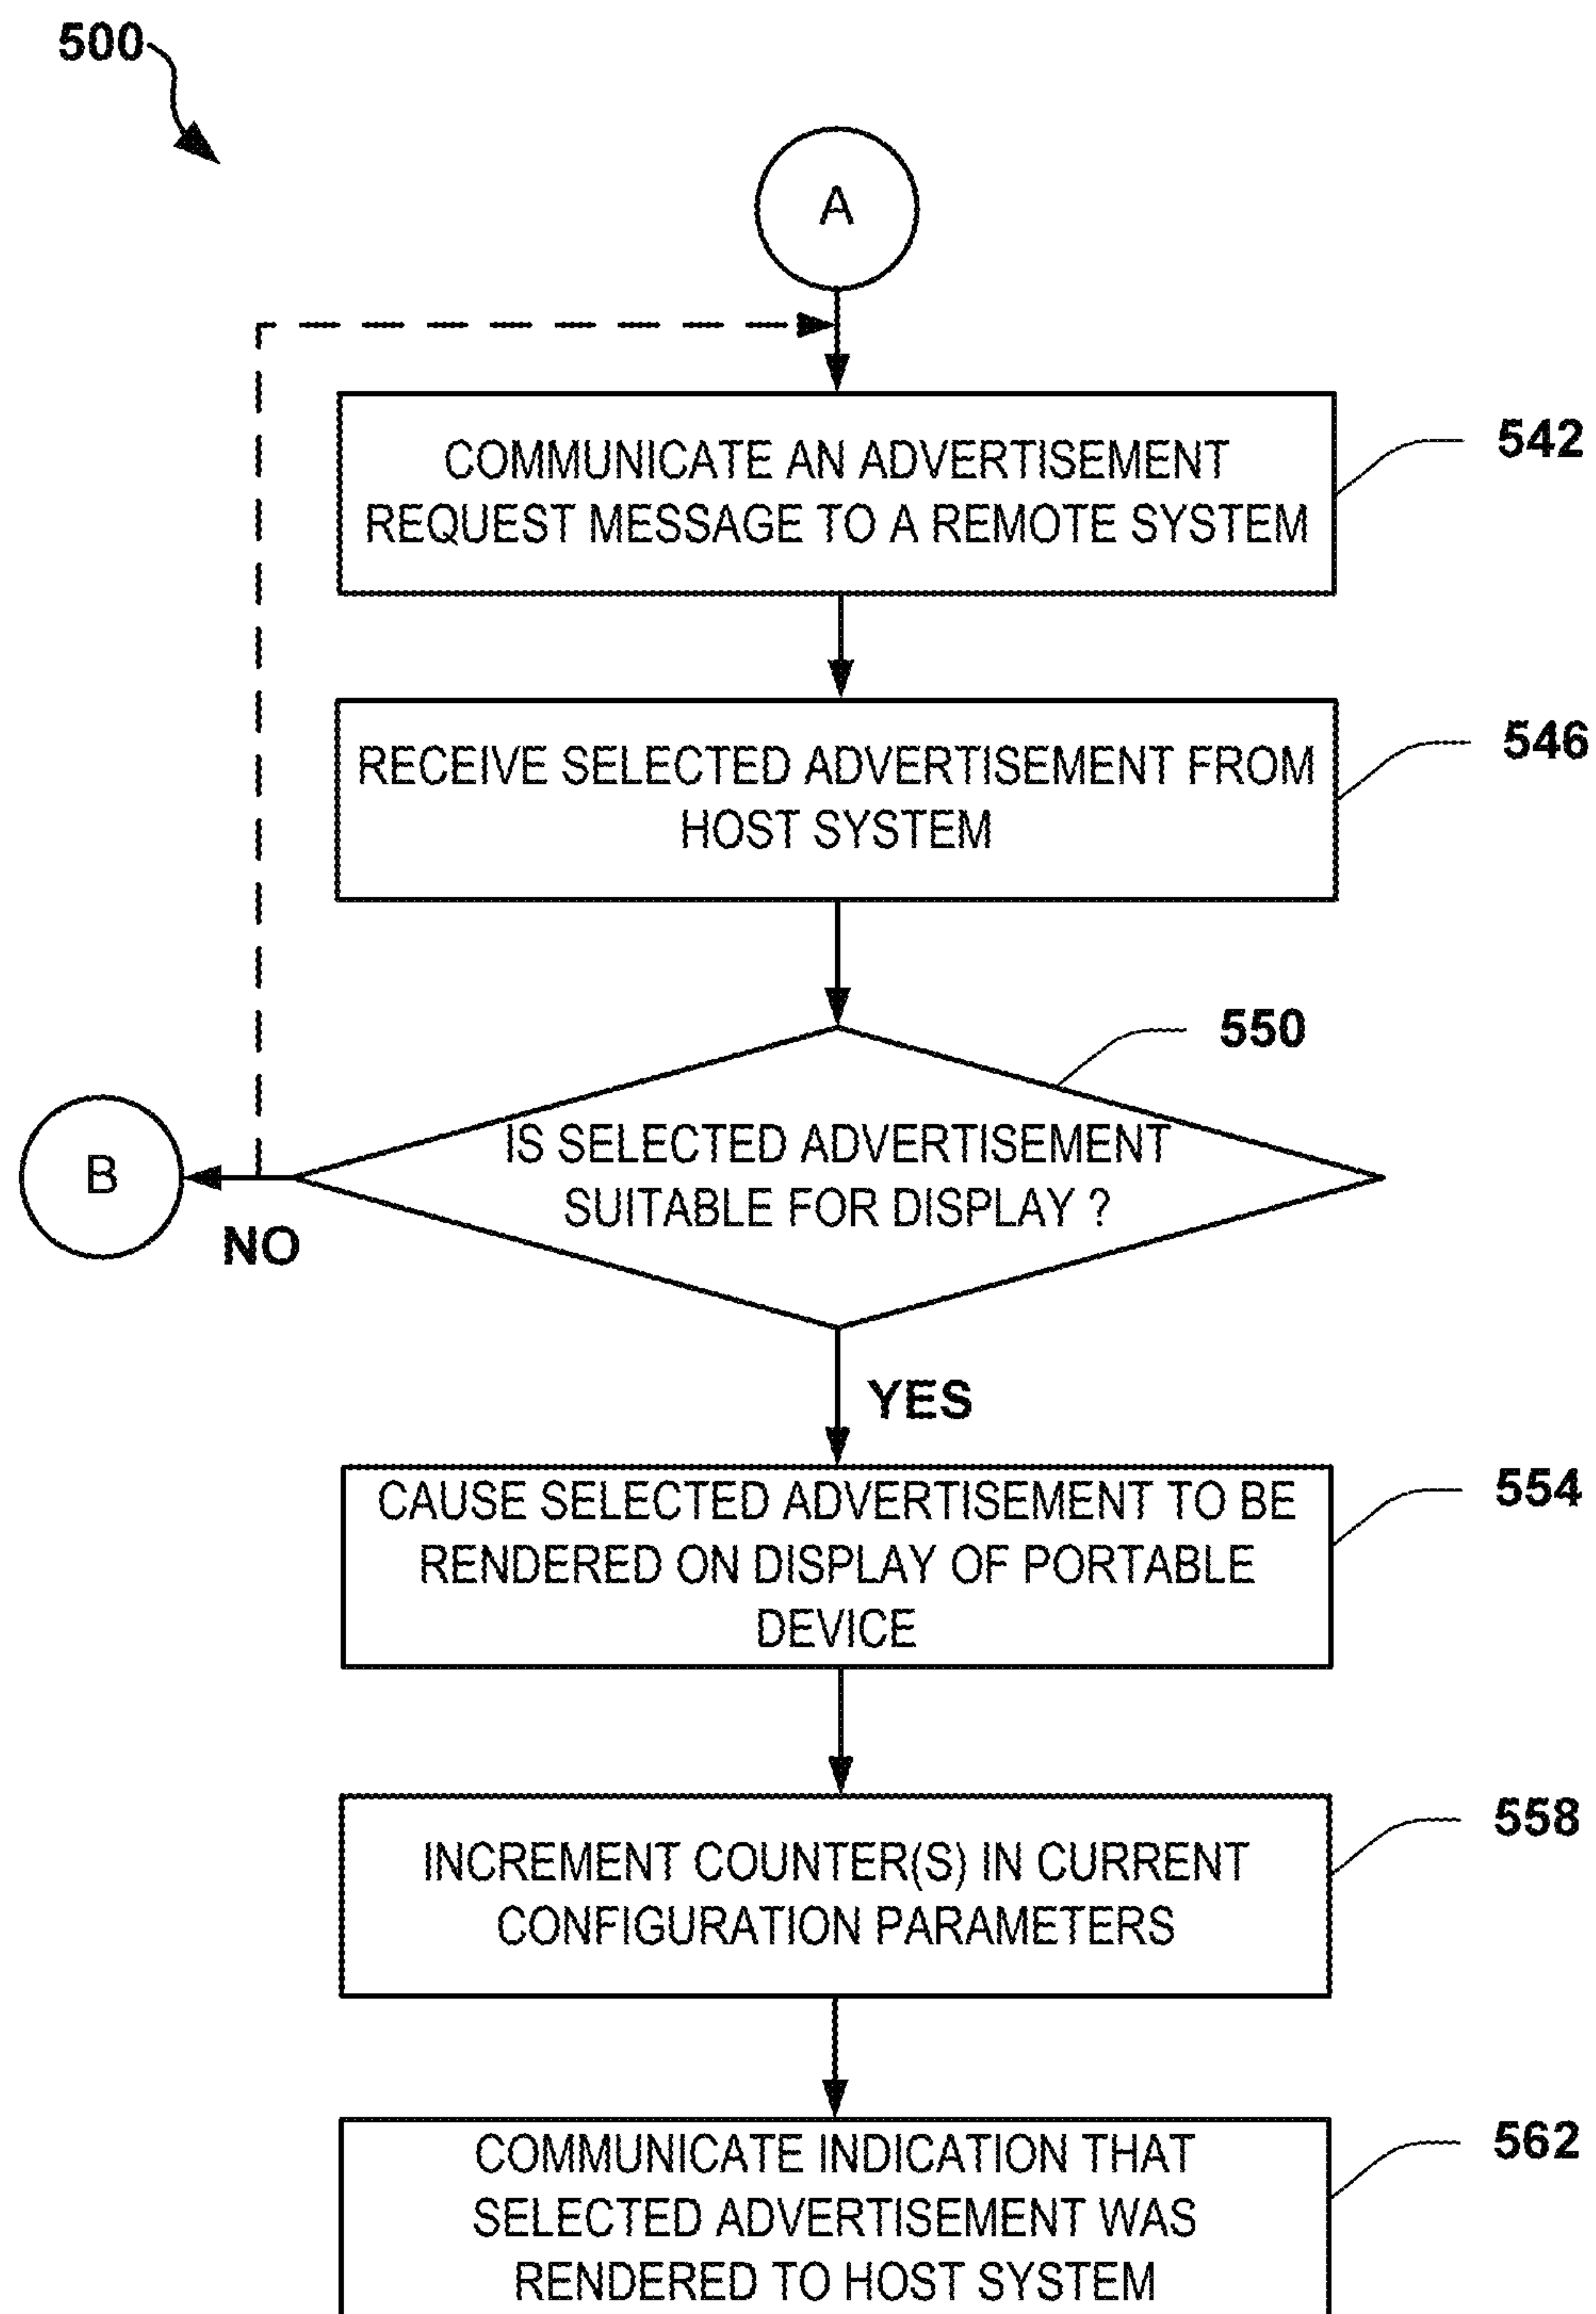 500
A
COMMUNICATE AN ADVERTISEMENT
REQUEST MESSAGE TO A REMOTE SYSTEM
542
RECEIVE SELECTED ADVERTISEMENT FROM
HOST SYSTEM
546
550
IS SELECTED ADVERTISEMENT
SUITABLE FOR DISPLAY ?
B
NO
YES
CAUSE SELECTED ADVERTISEMENT TO BE
RENDERED ON DISPLAY OF PORTABLE
DEVICE
554
INCREMENT COUNTER(S) IN CURRENT
CONFIGURATION PARAMETERS
558
COMMUNICATE INDICATION THAT
SELECTED ADVERTISEMENT WAS
RENDERED TO HOST SYSTEM
562